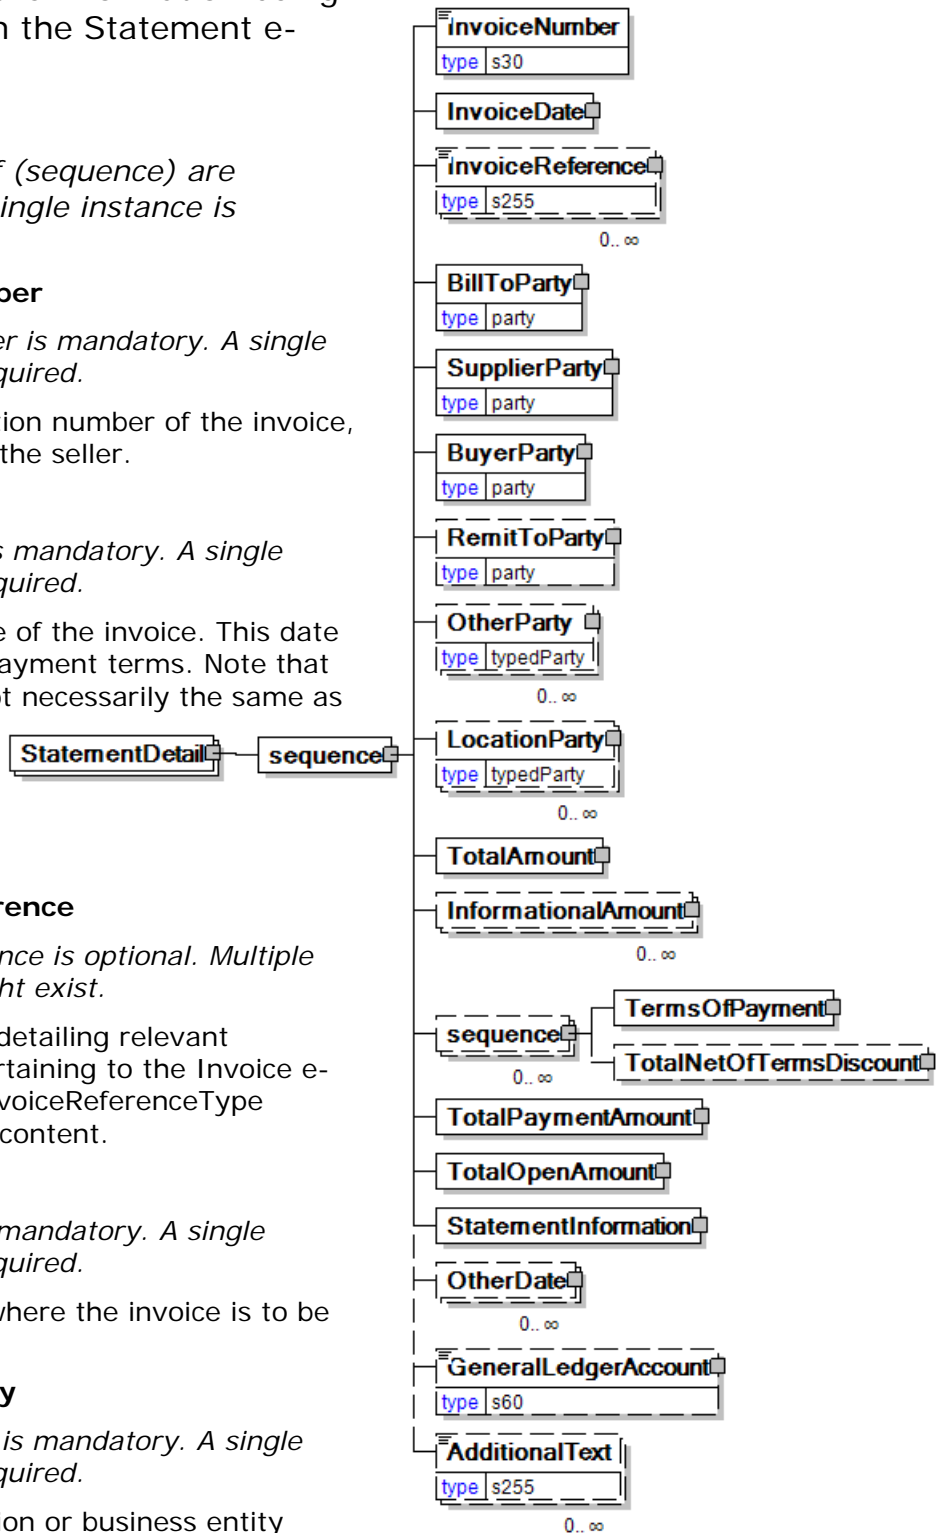 n the Statement e-
f (sequence) are
ingle instance is
ber
er is mandatory. A single
quired.
tion number of the invoice,
the seller.
s mandatory. A single
quired.
e of the invoice. This date
ayment terms. Note that
ot necessarily the same as
rence
nce is optional. Multiple
ht exist.
detailing relevant
rtaining to the Invoice e-
voiceReferenceType
content.
mandatory. A single
quired.
where the invoice is to be
y
is mandatory. A single
quired.
ion or business entity
StatementDetail
sequence
InvoiceNumber
type s30
InvoiceDate
InvoiceReference
type s255
0.. ∞
BillToParty
type party
SupplierParty
type party
BuyerParty
type party
RemitToParty
type party
OtherParty
type typedParty
0.. ∞
LocationParty
type typedParty
0.. ∞
TotalAmount
InformationalAmount
0.. ∞
sequence
0.. ∞
TermsOfPayment
TotalNetOfTermsDiscount
TotalPaymentAmount
TotalOpenAmount
StatementInformation
OtherDate
0.. ∞
GeneralLedgerAccount
type s60
AdditionalText
type s255
0.. ∞